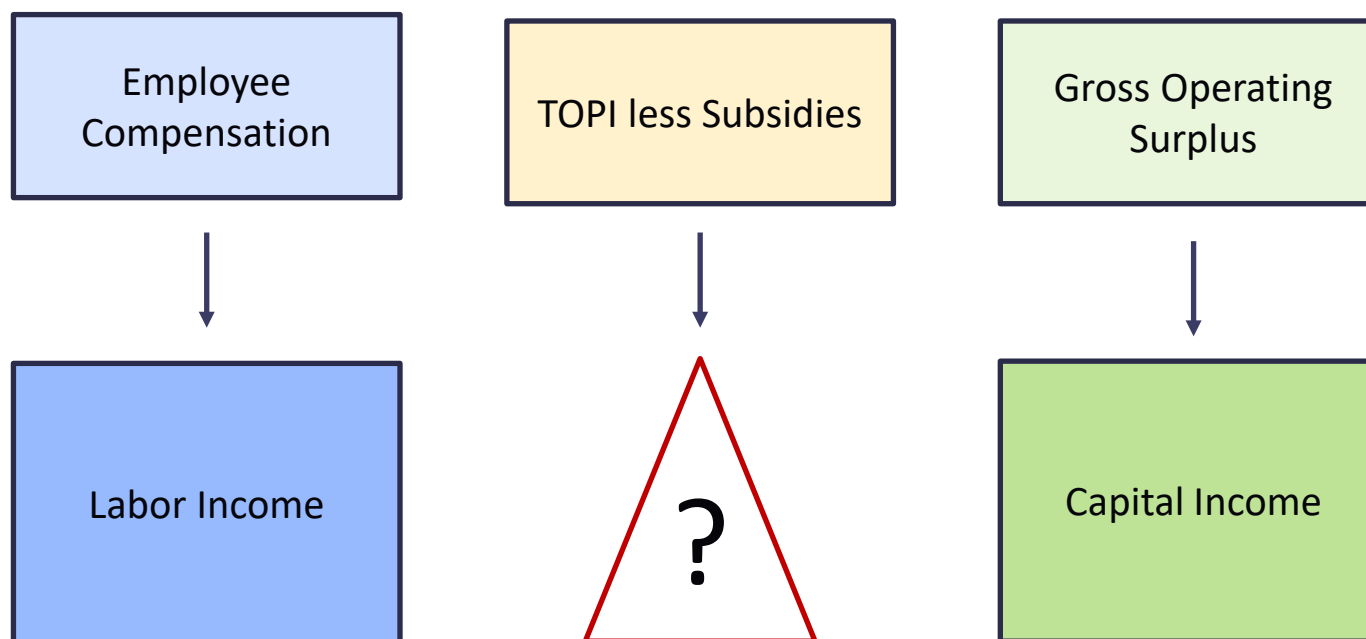 Employee
Compensation
TOPI less Subsidies
Gross Operating
Surplus
Labor Income
?
Capital Income